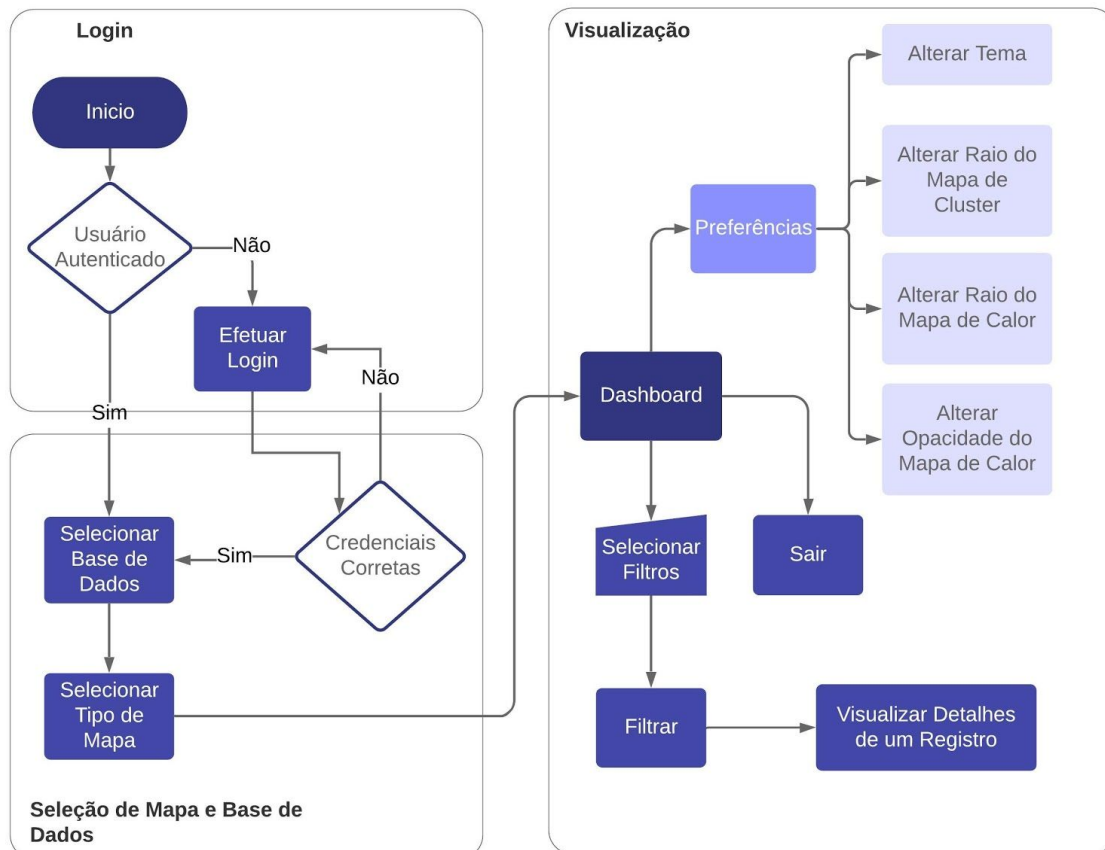 Login
Inicio
Usuário
Autenticado
Não
Efetuar
Login
Não
Sim
Selecionar
Base de
Dados
Sim
Credenciais
Corretas
Selecionar
Tipo de
Mapa
Seleção de Mapa e Base de
Dados
Visualização
Alterar Tema
Alterar Raio do
Mapa de
Cluster
Preferências
Alterar Raio do
Mapa de Calor
Dashboard
Alterar
Opacidade do
Mapa de Calor
Selecionar
Filtros
Sair
Filtrar
Visualizar Detalhes
de um Registro